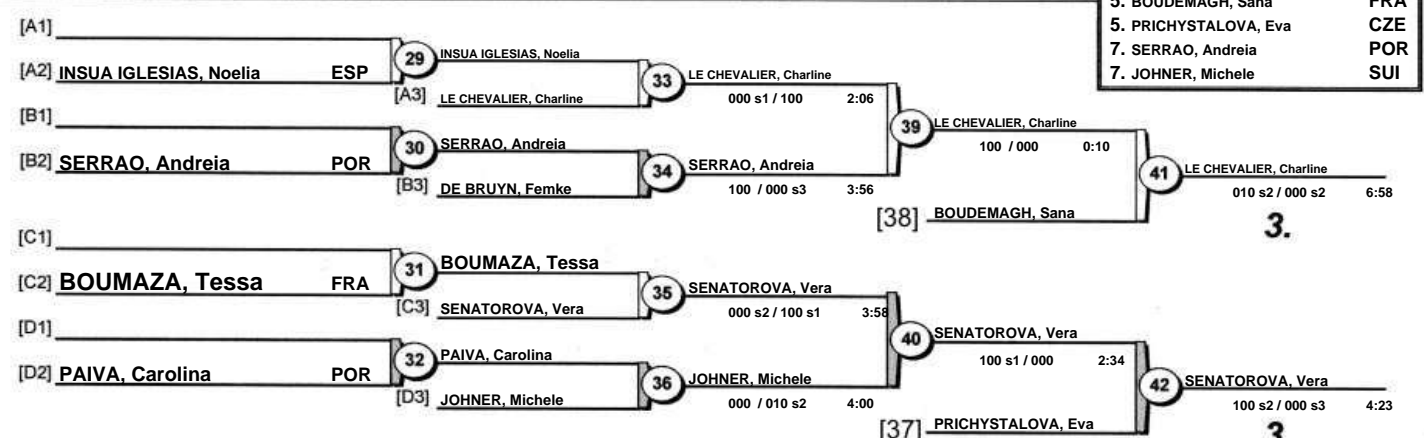 5. BOUDEMAGH, Sana FRA
5. PRICHYSTALOVA, Eva CZE
7. SERRAO, Andreia POR
7. JOHNER, Michele SUI
[A1]
[A2] INSUA IGLESIAS, Noelia ESP
29
INSUA IGLESIAS, Noelia
[A3] LE CHEVALIER, Charline
33
LE CHEVALIER, Charline
000 s1 / 100 2:06
[B1]
[B2] SERRAO, Andreia POR
30
SERRAO, Andreia
[B3] DE BRUYN, Femke
34
SERRAO, Andreia
100 / 000 s3 3:56
39
LE CHEVALIER, Charline
100 / 000 0:10
[38] BOUDEMAGH, Sana
41
LE CHEVALIER, Charline
010 s2 / 000 s2 6:58
3.
[C1]
[C2] BOUMAZA, Tessa FRA
31
BOUMAZA, Tessa
[C3] SENATOROVA, Vera
35
SENATOROVA, Vera
000 s2 / 100 s1 3:58
[D1]
[D2] PAIVA, Carolina POR
32
PAIVA, Carolina
[D3] JOHNER, Michele
36
JOHNER, Michele
000 / 010 s2 4:00
40
SENATOROVA, Vera
100 s1 / 000 2:34
[37] PRICHYSTALOVA, Eva
42
SENATOROVA, Vera
100 s2 / 000 s3 4:23
3